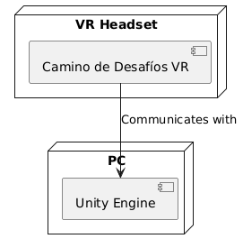 VR Headset
Camino de Desafíos VR
Communicates with
PC
Unity Engine